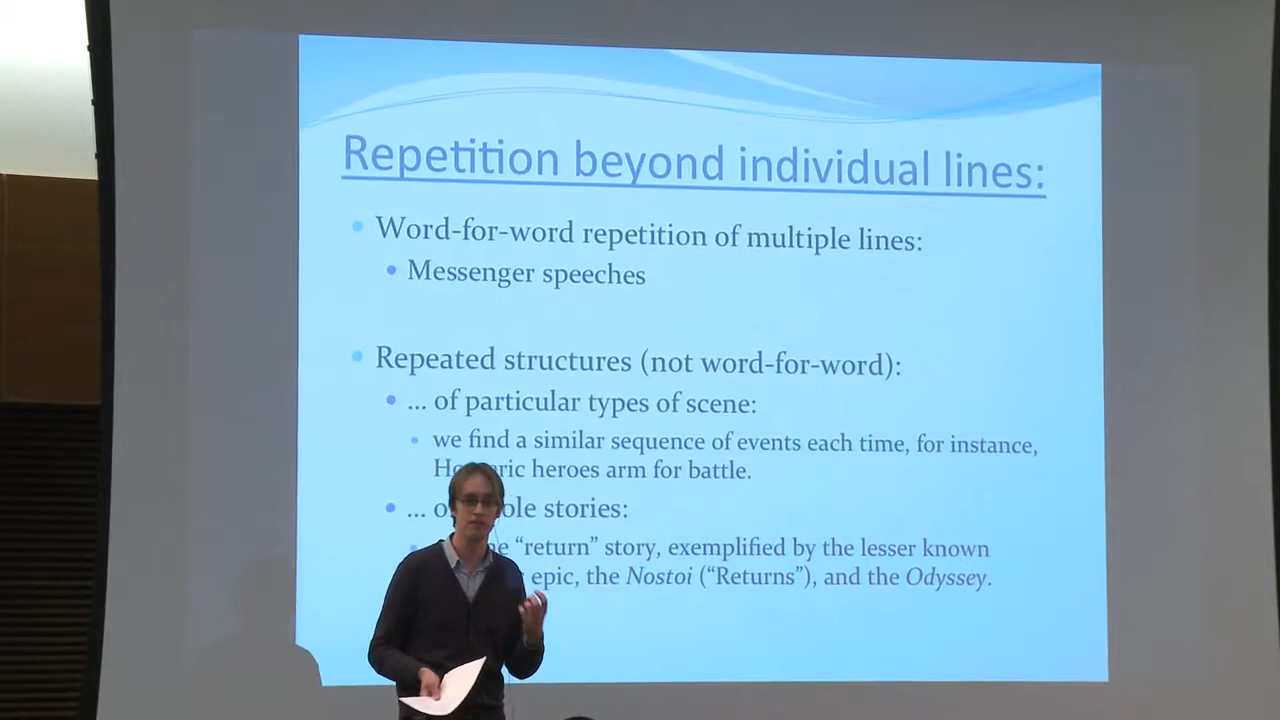 Repetition beyond individual lines:
Word-for-word repetition of multiple lines:
Messenger speeches
Repeated structures (not word-for-word):
... of particular types of scene:
we find a similar sequence of events each time, for instance,
heroes arm for battle.
... stories:
"return" story, exemplified by the lesser known
epic, the Nostoi ("Returns"), and the Odyssey.